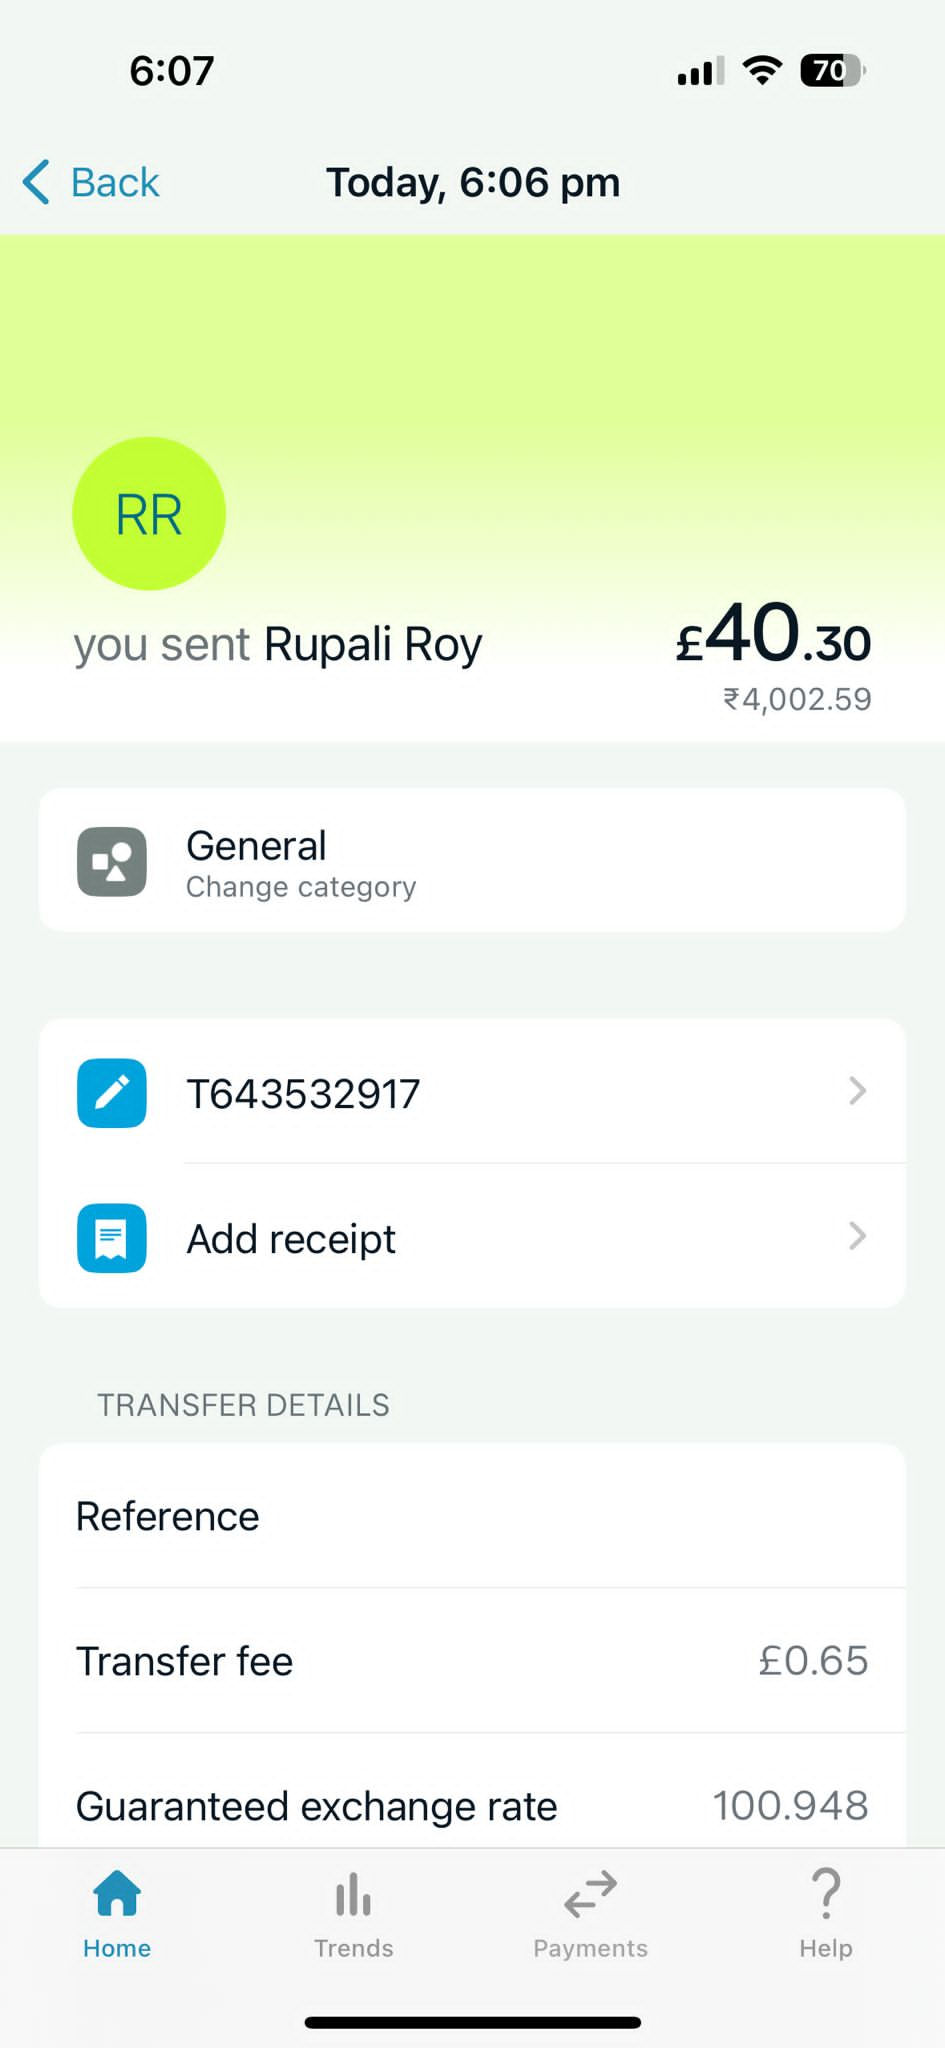 6:07
70
Back
Today, 6:06 pm
RR
you sent Rupali Roy
£40.30
₹4,002.59
General
Change category
T643532917
Add receipt
TRANSFER DETAILS
Reference
Transfer fee £0.65
Guaranteed exchange rate 100.948
Home Trends Payments Help